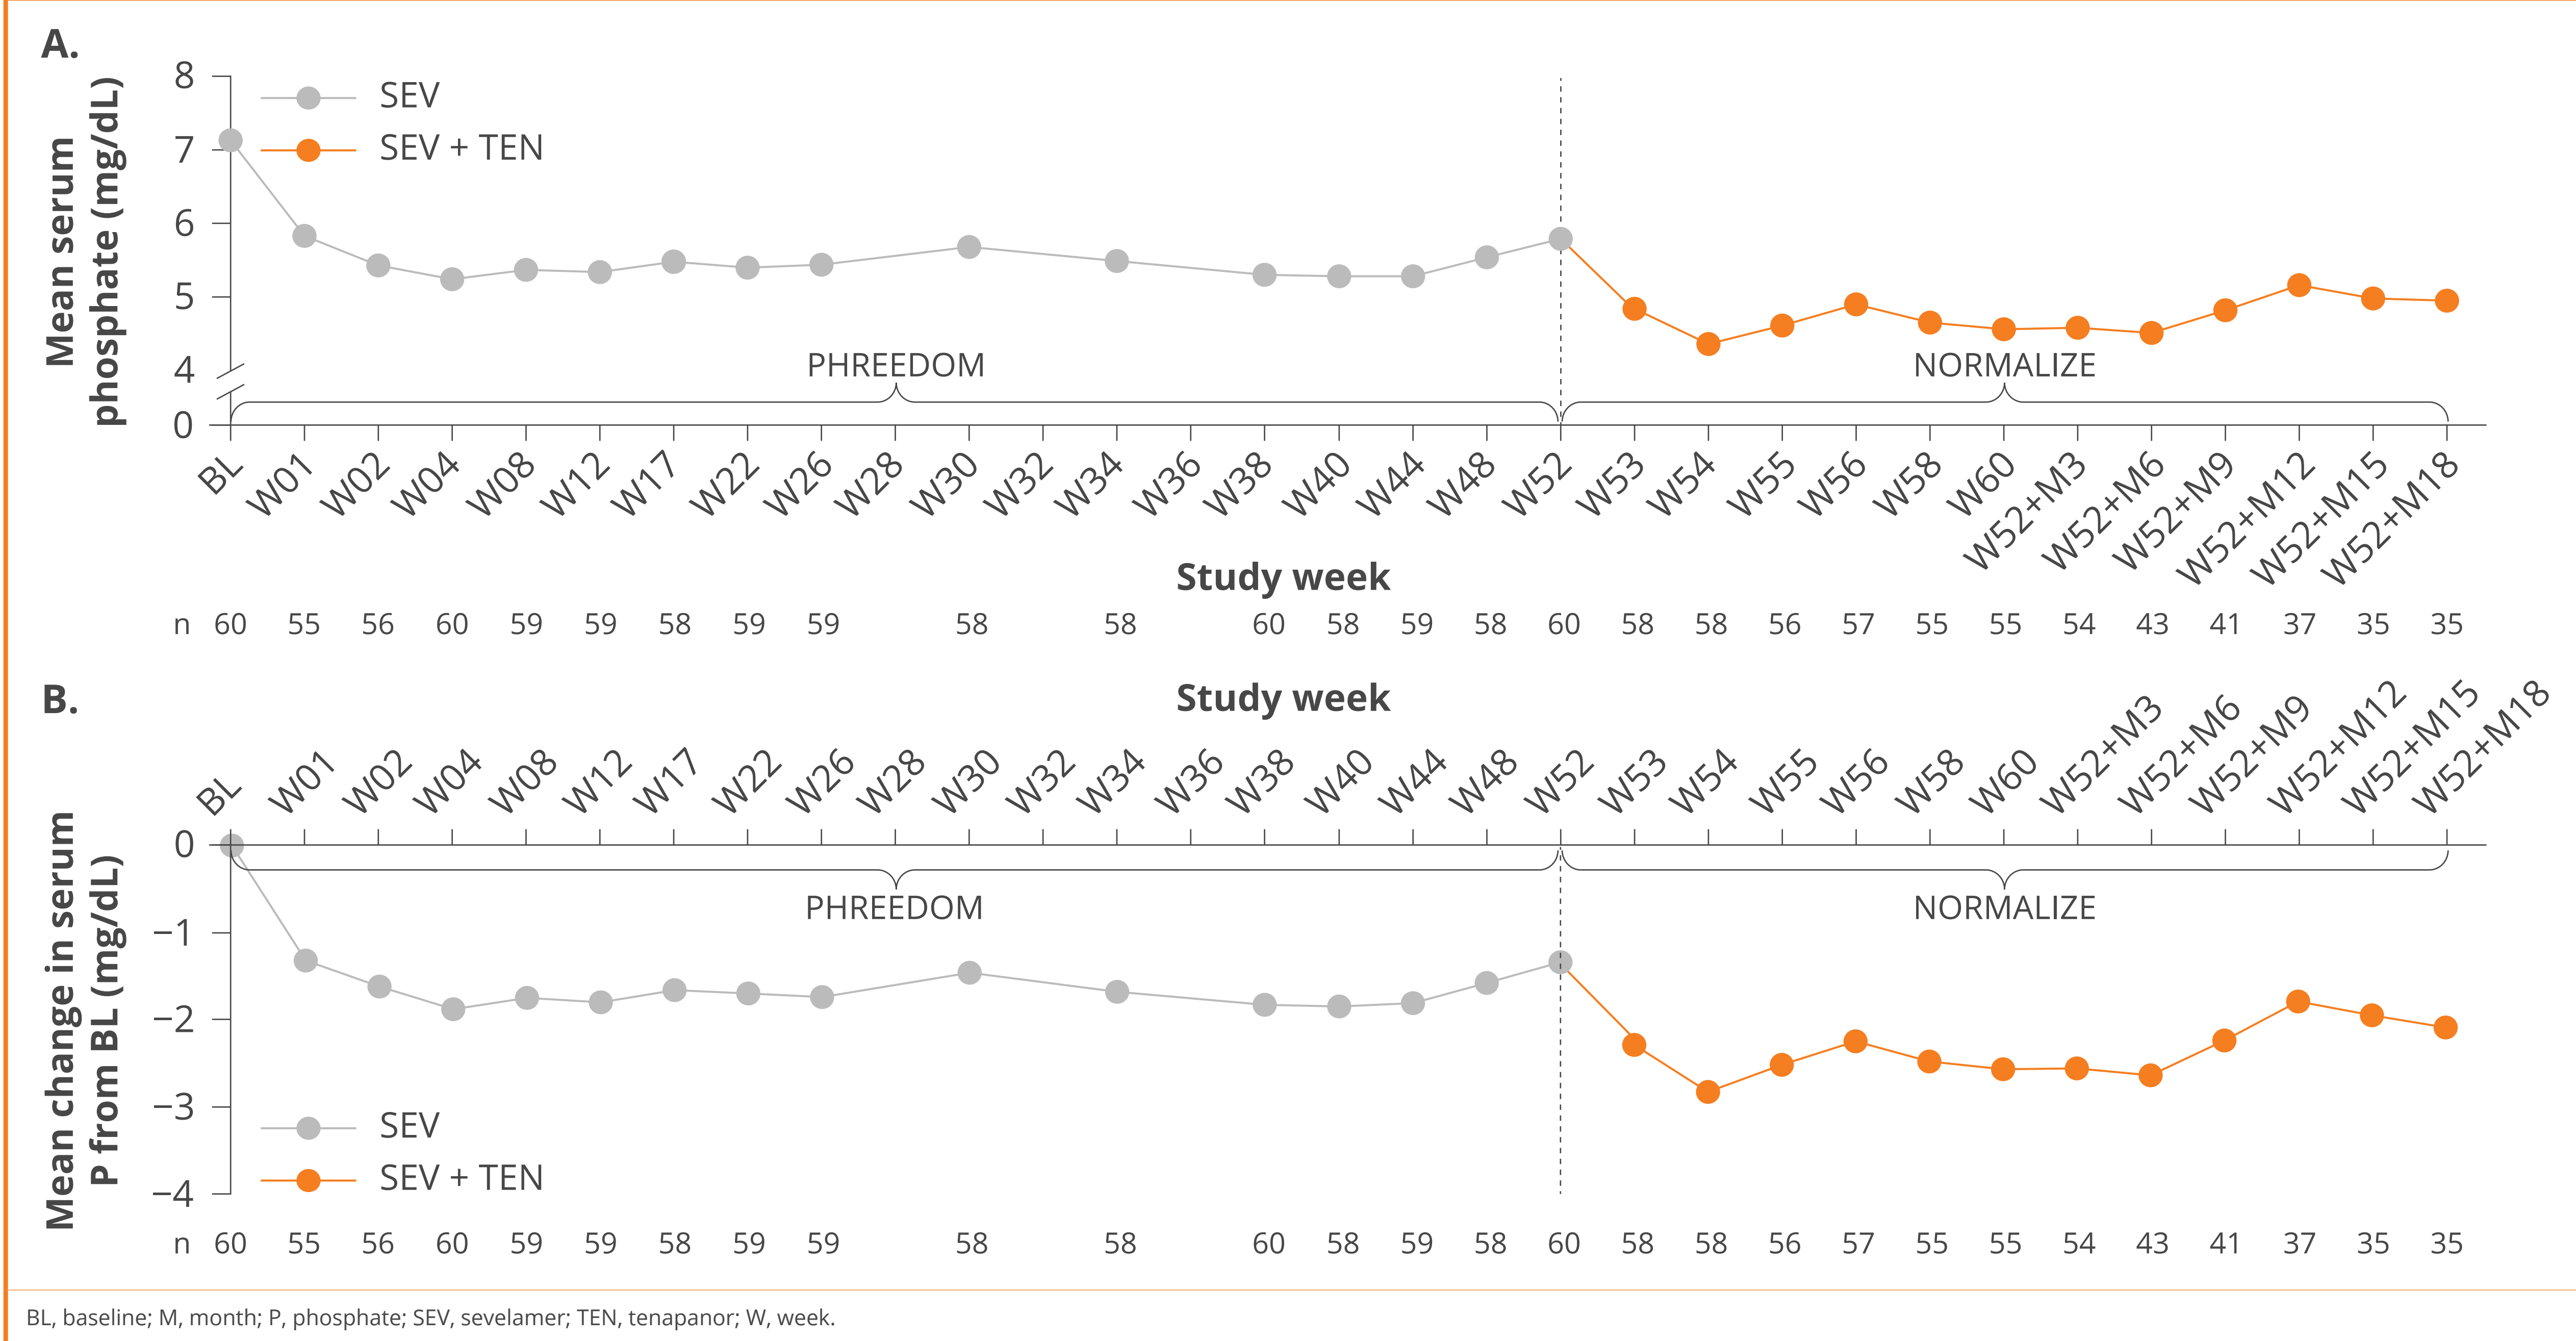 A.
Mean serum
phosphate (mg/dL)
8
7
6
5
4
0
SEV
SEV + TEN
PHREEDOM
NORMALIZE
BL W01 W02 W04 W08 W12 W17 W22 W26 W28 W30 W32 W34 W36 W38 W40 W44 W48 W52 W53 W54 W55 W56 W58 W60 W52+M3 W52+M6 W52+M9 W52+M12 W52+M15 W52+M18
Study week
n 60 55 56 60 59 59 58 59 59 58 58 60 58 59 58 60 58 58 56 57 55 55 54 43 41 37 35 35
B.
Study week
BL W01 W02 W04 W08 W12 W17 W22 W26 W28 W30 W32 W34 W36 W38 W40 W44 W48 W52 W53 W54 W55 W56 W58 W60 W52+M3 W52+M6 W52+M9 W52+M12 W52+M15 W52+M18
Mean change in serum
P from BL (mg/dL)
0
−1
−2
−3
−4
PHREEDOM
NORMALIZE
SEV
SEV + TEN
n 60 55 56 60 59 59 58 59 59 58 58 60 58 59 58 60 58 58 56 57 55 55 54 43 41 37 35 35
BL, baseline; M, month; P, phosphate; SEV, sevelamer; TEN, tenapanor; W, week.